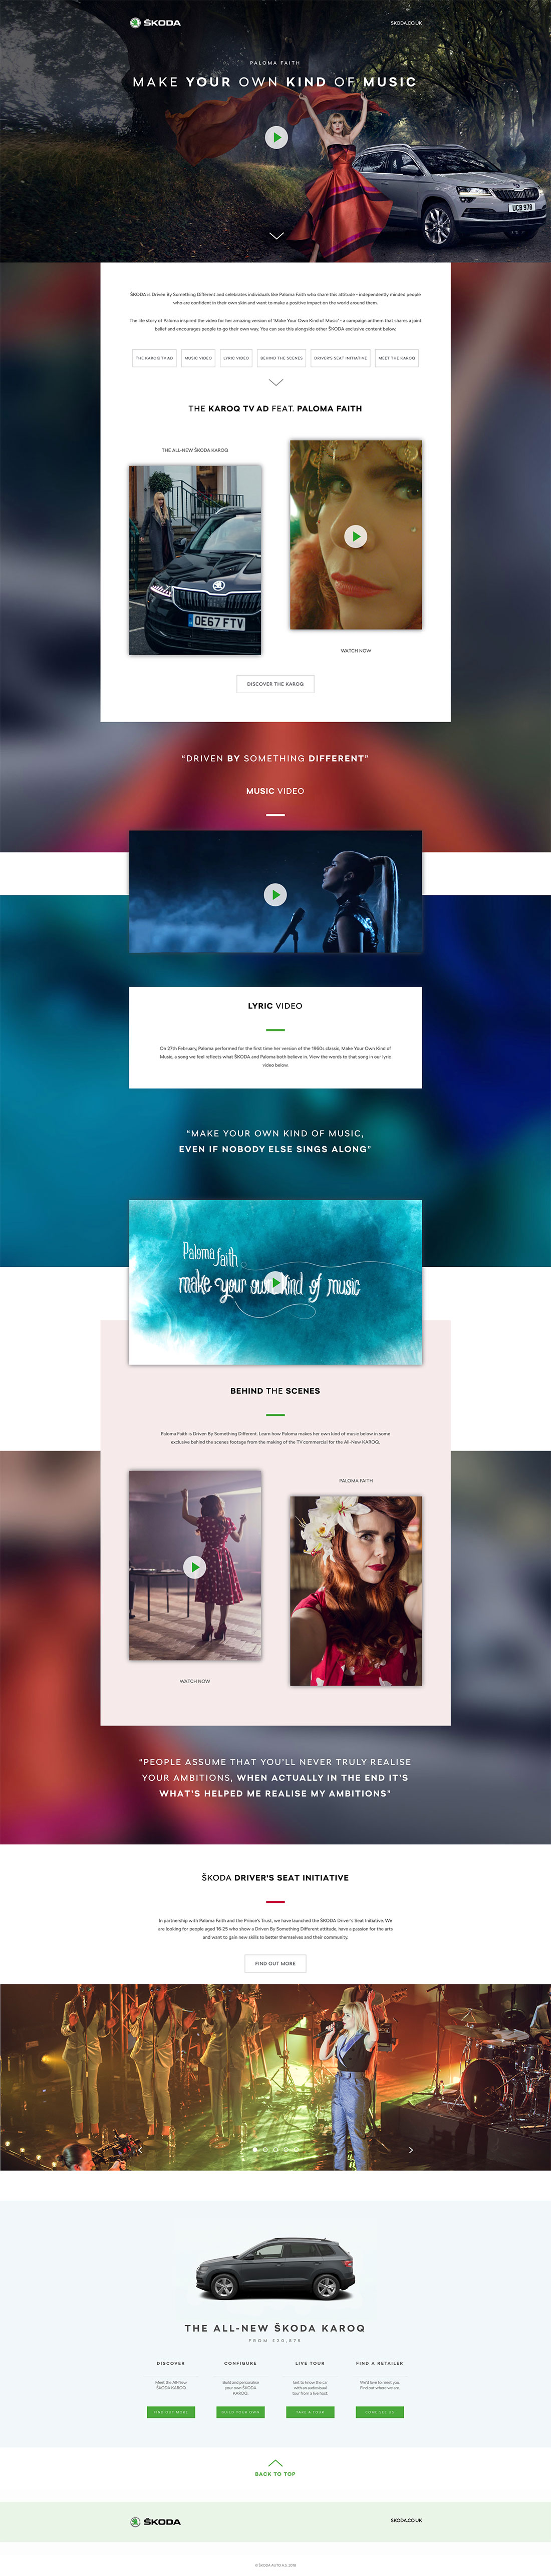 ŠKODA
SKODA.CO.UK
PALOMA FAITH
MAKE YOUR OWN KIND OF MUSIC
UCB 978
ŠKODA is Driven By Something Different and celebrates individuals like Paloma Faith who share this attitude - independently minded people
who are confident in their own skin and want to make a positive impact on the world around them.
The life story of Paloma inspired the video for her amazing version of 'Make Your Own Kind of Music' - a campaign anthem that shares a joint
belief and encourages people to go their own way. You can see this alongside other ŠKODA exclusive content below.
THE KAROQ TV AD
MUSIC VIDEO
LYRIC VIDEO
BEHIND THE SCENES
DRIVER'S SEAT INITIATIVE
MEET THE KAROQ
THE KAROQ TV AD FEAT. PALOMA FAITH
THE ALL-NEW ŠKODA KAROQ
OE67 FTV
WATCH NOW
DISCOVER THE KAROQ
"DRIVEN BY SOMETHING DIFFERENT"
MUSIC VIDEO
LYRIC VIDEO
On 27th February, Paloma performed for the first time her version of the 1960s classic, Make Your Own Kind of
Music, a song we feel reflects what ŠKODA and Paloma both believe in. View the words to that song in our lyric
video below.
"MAKE YOUR OWN KIND OF MUSIC,
EVEN IF NOBODY ELSE SINGS ALONG"
Paloma faith
make your own kind of music
BEHIND THE SCENES
Paloma Faith is Driven By Something Different. Learn how Paloma makes her own kind of music below in some
exclusive behind the scenes footage from the making of the TV commercial for the All-New KAROQ.
PALOMA FAITH
WATCH NOW
"PEOPLE ASSUME THAT YOU'LL NEVER TRULY REALISE
YOUR AMBITIONS, WHEN ACTUALLY IN THE END IT'S
WHAT'S HELPED ME REALISE MY AMBITIONS"
ŠKODA DRIVER'S SEAT INITIATIVE
In partnership with Paloma Faith and the Prince's Trust, we have launched the ŠKODA Driver's Seat Initiative. We
are looking for people aged 16-25 who show a Driven By Something Different attitude, have a passion for the arts
and want to gain new skills to better themselves and their community.
FIND OUT MORE
THE ALL-NEW ŠKODA KAROQ
FROM £20,875
DISCOVER
Meet the All-New
ŠKODA KAROQ
FIND OUT MORE
CONFIGURE
Build and personalise
your own ŠKODA
KAROQ
BUILD YOUR OWN
LIVE TOUR
Get to know the car
with an audiovisual
tour from a live host.
TAKE A TOUR
FIND A RETAILER
We'd love to meet you.
Find out where we are.
COME SEE US
BACK TO TOP
ŠKODA
SKODA.CO.UK
© ŠKODA AUTO A.S. 2018